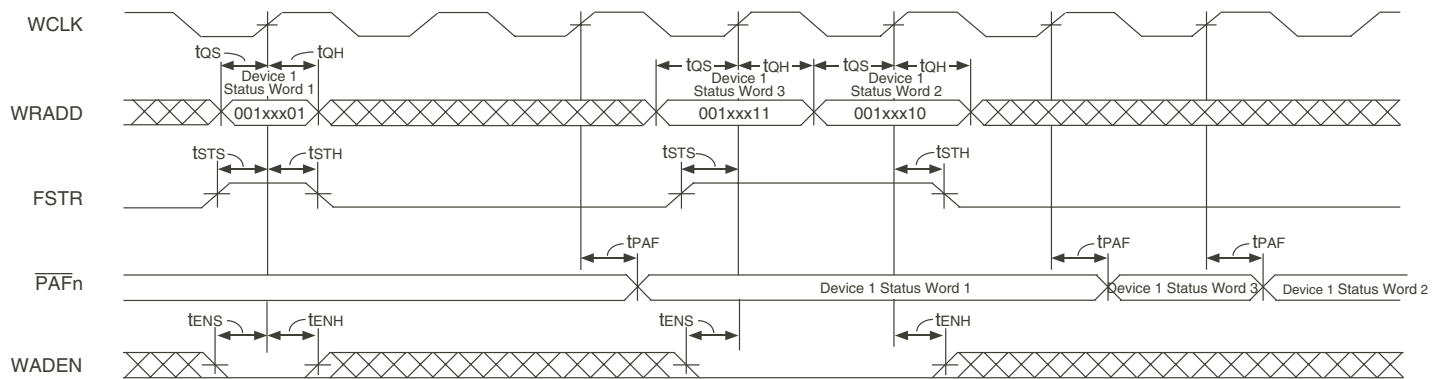 WCLK
tQS tQH tQS tQH tQS tQH
Device 1
Status Word 1
Device 1
Status Word 3
Device 1
Status Word 2
WRADD
001xxx01 001xxx11 001xxx10
tSTS tSTH tSTS tSTH
FSTR
tPAF tPAF tPAF
PAFn
Device 1 Status Word 1 Device 1 Status Word 3 Device 1 Status Word 2
tENS tENH tENS tENH
WADEN